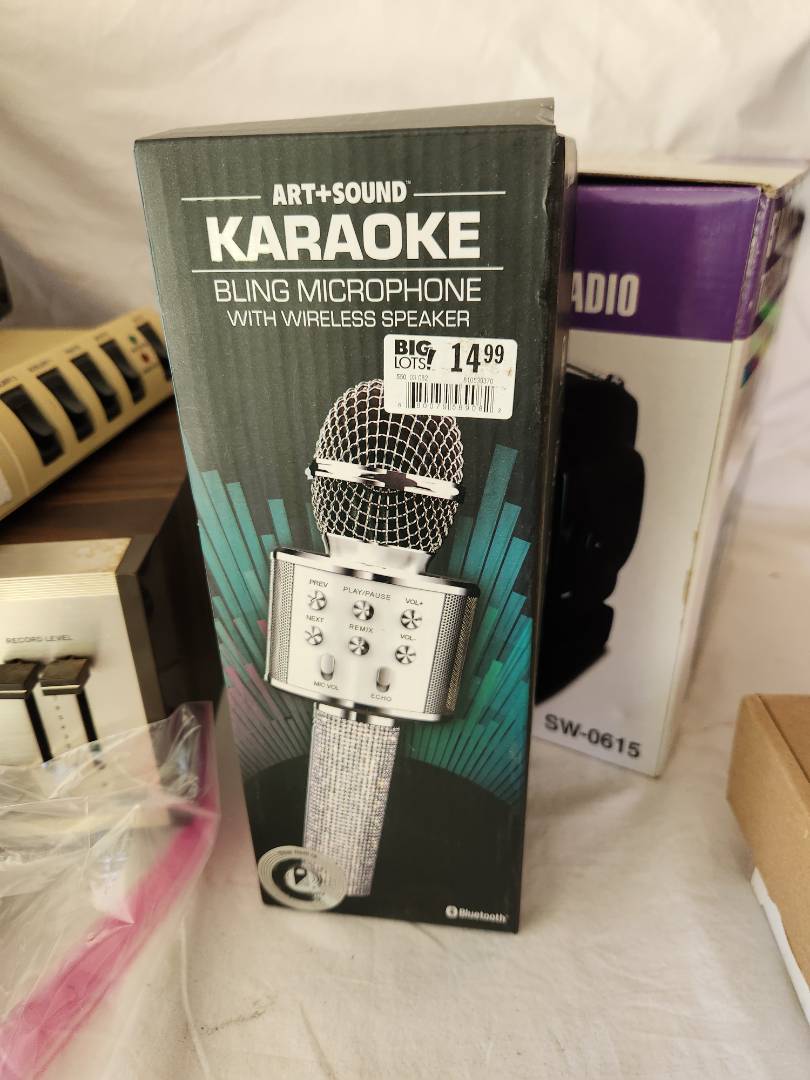 ART+SOUND™
KARAOKE
BLING MICROPHONE
WITH WIRELESS SPEAKER
BIG LOTS! 14.99
PREV
PLAY/PAUSE
VOL+
NEXT
REMIX
VOL-
MIC VOL
ECHO
Bluetooth
ADIO
SW-0615
RECORD LEVEL